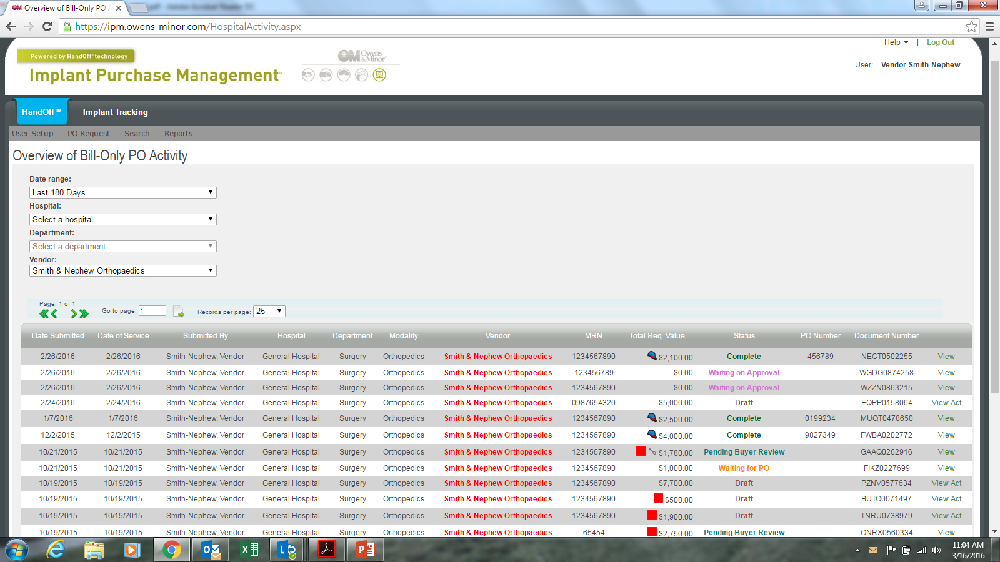 Overview of Bill-Only PO A
https://ipm.owens-minor.com/HospitalActivity.aspx
Help | Log Out
Powered by HandOff® technology
OM Owens & Minor®
User: Vendor Smith-Nephew
Implant Purchase Management
HandOff™ Implant Tracking
User Setup PO Request Search Reports
Overview of Bill-Only PO Activity
Date range:
Last 180 Days
Hospital:
Select a hospital
Department:
Select a department
Vendor:
Smith & Nephew Orthopaedics
Page: 1 of 1
Go to page: 1 Records per page: 25
Date Submitted Date of Service Submitted By Hospital Department Modality Vendor MRN Total Req. Value Status PO Number Document Number
2/26/2016 2/26/2016 Smith-Nephew, Vendor General Hospital Surgery Orthopedics Smith & Nephew Orthopaedics 1234567890 $2,100.00 Complete 456789 NECT0502255 View
2/26/2016 2/26/2016 Smith-Nephew, Vendor General Hospital Surgery Orthopedics Smith & Nephew Orthopaedics 123456789 $0.00 Waiting on Approval WGDG0874258 View
2/26/2016 2/26/2016 Smith-Nephew, Vendor General Hospital Surgery Orthopedics Smith & Nephew Orthopaedics 1234567890 $0.00 Waiting on Approval WZZN0863215 View
2/24/2016 2/24/2016 Smith-Nephew, Vendor General Hospital Surgery Orthopedics Smith & Nephew Orthopaedics 0987654320 $5,000.00 Draft EQPP0158064 View Act
1/7/2016 1/7/2016 Smith-Nephew, Vendor General Hospital Surgery Orthopedics Smith & Nephew Orthopaedics 1234567890 $2,500.00 Complete 0199234 MUQT0478650 View
12/2/2015 12/2/2015 Smith-Nephew, Vendor General Hospital Surgery Orthopedics Smith & Nephew Orthopaedics 1234567890 $4,000.00 Complete 9827349 FWBA0202772 View
10/21/2015 10/21/2015 Smith-Nephew, Vendor General Hospital Surgery Orthopedics Smith & Nephew Orthopaedics 1234567890 $1,780.00 Pending Buyer Review GAAQ0262916 View
10/21/2015 10/21/2015 Smith-Nephew, Vendor General Hospital Surgery Orthopedics Smith & Nephew Orthopaedics 1234567890 $1,000.00 Waiting for PO FIKZ0227699 View
10/19/2015 10/19/2015 Smith-Nephew, Vendor General Hospital Surgery Orthopedics Smith & Nephew Orthopaedics 1234567890 $7,700.00 Draft PZNV0577634 View Act
10/19/2015 10/19/2015 Smith-Nephew, Vendor General Hospital Surgery Orthopedics Smith & Nephew Orthopaedics 1234567890 $500.00 Draft BUTO0071497 View Act
10/19/2015 10/19/2015 Smith-Nephew, Vendor General Hospital Surgery Orthopedics Smith & Nephew Orthopaedics 1234567890 $1,900.00 Draft TNRU0738979 View Act
10/19/2015 10/19/2015 Smith-Nephew, Vendor General Hospital Surgery Orthopedics Smith & Nephew Orthopaedics 65454 $2,750.00 Pending Buyer Review ONRX0560334 View
11:04 AM
3/16/2016